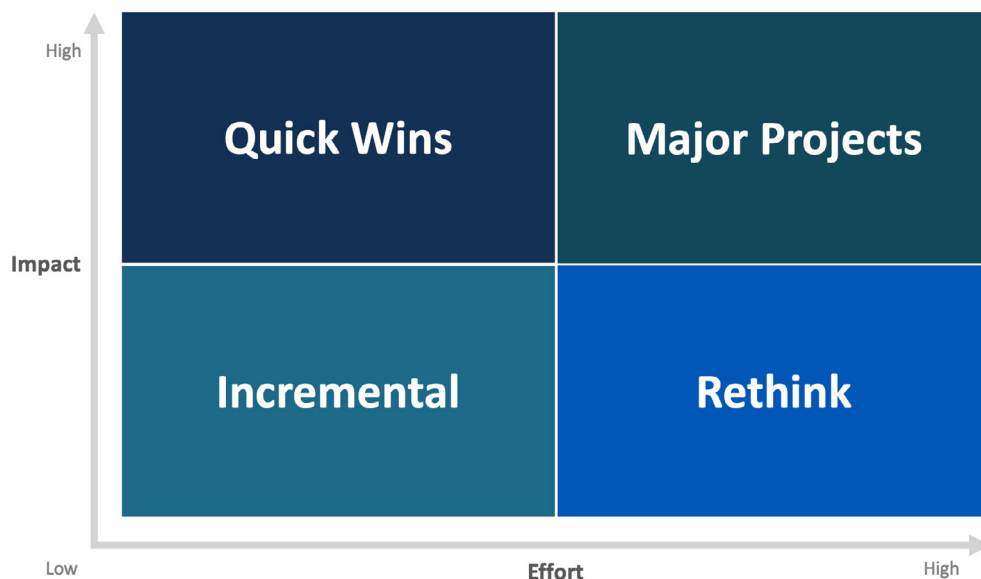 High
Quick Wins
Major Projects
Impact
Incremental
Rethink
Low
Effort
High